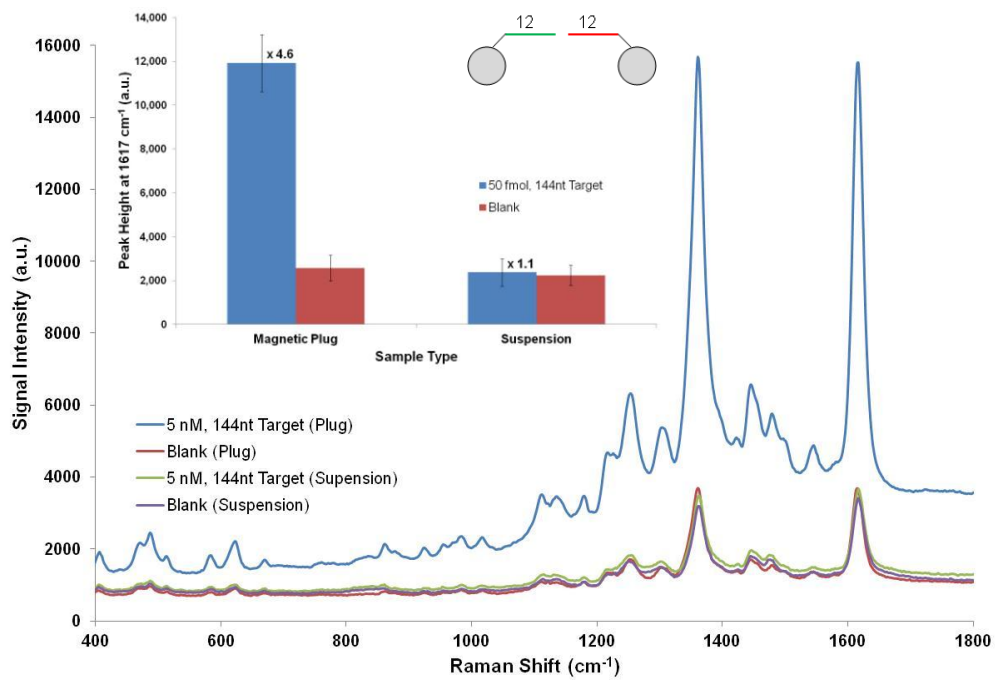 12 12
14,000
12,000
10,000
8,000
6,000
4,000
2,000
0
Peak Height at 1617 cm-1 (a.u.)
x 4.6
x 1.1
50 fmol, 144nt Target
Blank
Magnetic Plug
Suspension
Sample Type
16000
14000
12000
10000
8000
6000
4000
2000
0
Signal Intensity (a.u.)
5 nM, 144nt Target (Plug)
Blank (Plug)
5 nM, 144nt Target (Supension)
Blank (Suspension)
400 600 800 1000 1200 1400 1600 1800
Raman Shift (cm-1)